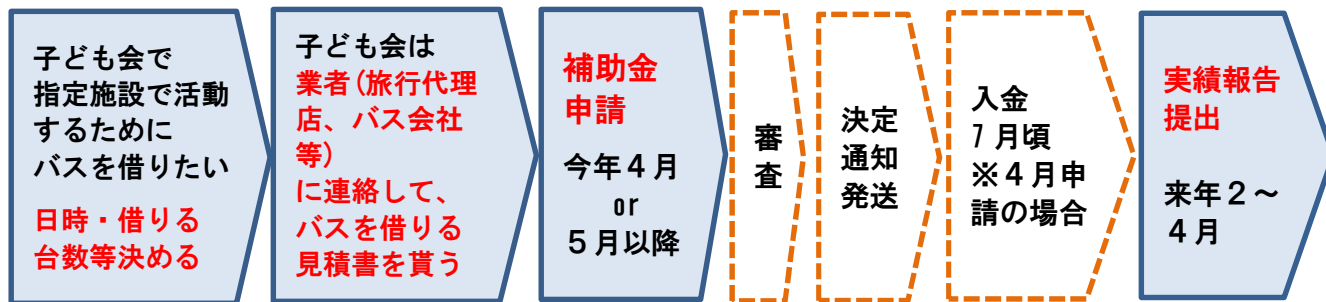 子ども会で
指定施設で活動
するために
バスを借りたい
日時・借りる
台数等決める
子ども会は
業者(旅行代理
店、バス会社
等)
に連絡して、
バスを借りる
見積書を貰う
補助金
申請
今年４月
or
５月以降
審
査
決定
通知
発送
入金
７月頃
※４月申
請の場合
実績報告
提出
来年２～
４月